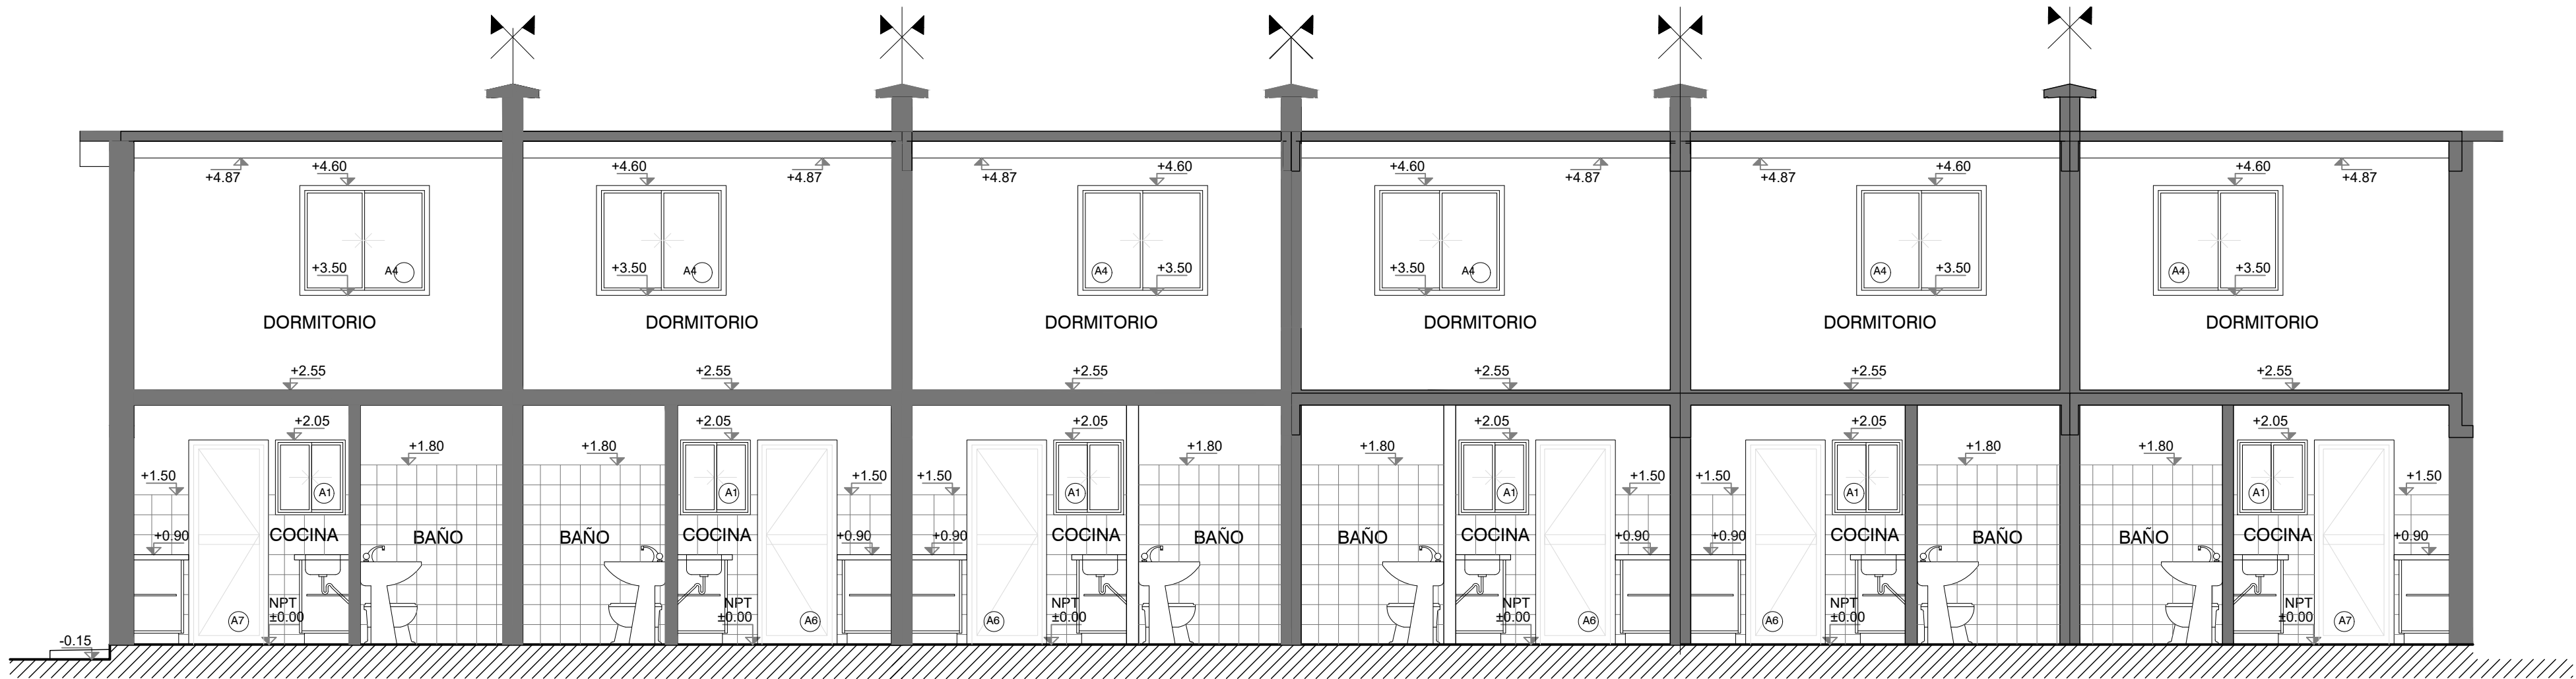 +4.60 +4.60 +4.60 +4.60 +4.60 +4.60
+4.87 +4.87 +4.87 +4.87 +4.87 +4.87
+3.50 A4 +3.50 A4 A4 +3.50 +3.50 A4 A4 +3.50 A4 +3.50
DORMITORIO DORMITORIO DORMITORIO DORMITORIO DORMITORIO DORMITORIO
+2.55 +2.55 +2.55 +2.55 +2.55 +2.55
+2.05 +2.05 +2.05 +2.05 +2.05 +2.05
+1.80 +1.80 +1.80 +1.80 +1.80 +1.80
+1.50 +1.50 +1.50 +1.50 +1.50 +1.50
A1 A1 A1 A1 A1 A1
+0.90 COCINA BAÑO BAÑO COCINA +0.90 +0.90 COCINA BAÑO BAÑO COCINA +0.90 +0.90 COCINA BAÑO BAÑO COCINA +0.90
NPT NPT NPT NPT NPT NPT
A7 ±0.00 ±0.00 A6 A6 ±0.00 ±0.00 A6 A6 ±0.00 ±0.00 A7
-0.15